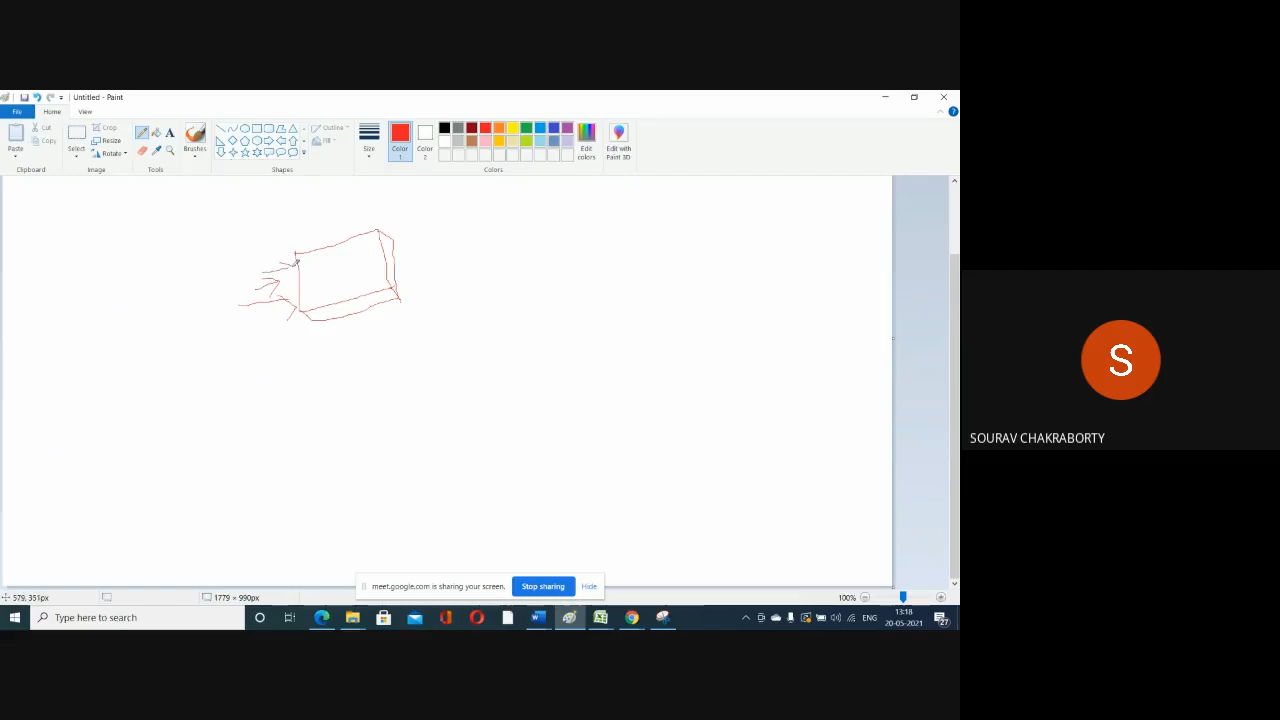 Untitled - Paint
File Home View
Cut
Copy
Paste
Clipboard
Crop
Resize
Rotate
Select
Image
A
Tools
Brushes
Outline
Fill
Shapes
Size
Color 1
Color 2
Edit colors
Colors
Edit with Paint 3D
S
SOURAV CHAKRABORTY
meet.google.com is sharing your screen. Stop sharing Hide
579, 351px 1779 × 990px 100%
Type here to search
ENG
13:18
20-05-2021
27